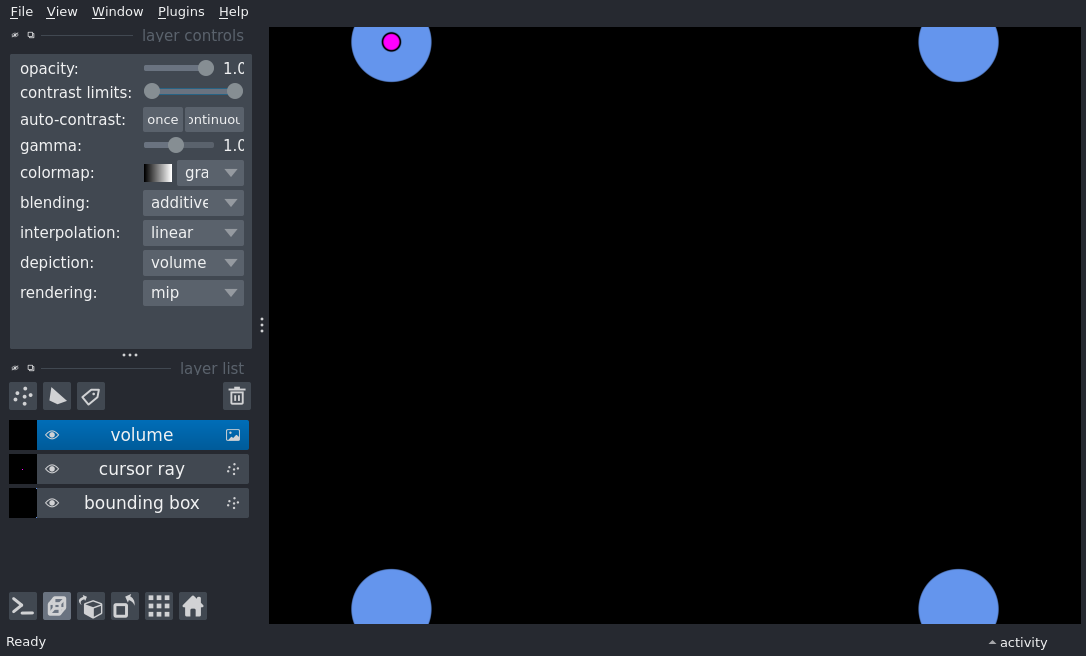 File View Window Plugins Help
layer controls
opacity: 1.0
contrast limits:
auto-contrast: once ontinuou
gamma: 1.0
colormap: gra
blending: additive
interpolation: linear
depiction: volume
rendering: mip
layer list
volume
cursor ray
bounding box
Ready activity